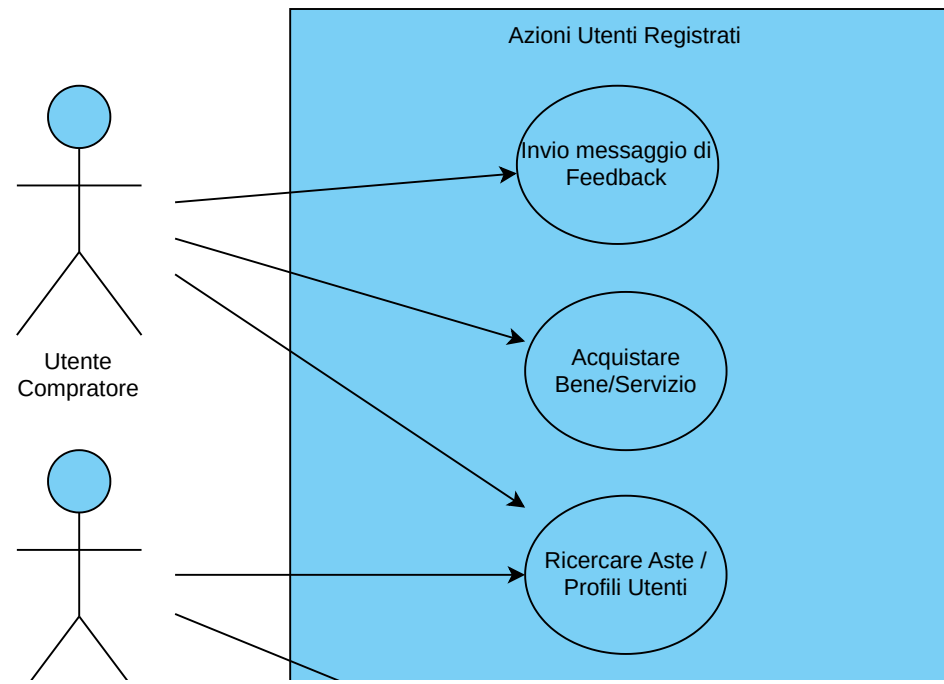 Azioni Utenti Registrati
Invio messaggio di
Feedback
Utente
Compratore
Acquistare
Bene/Servizio
Ricercare Aste /
Profili Utenti